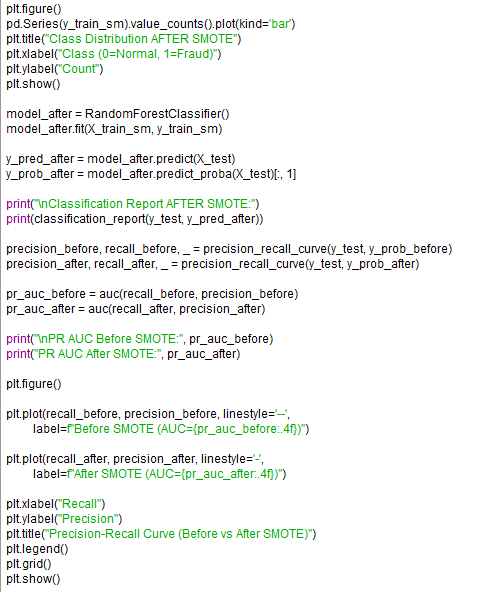 plt.figure()
pd.Series(y_train_sm).value_counts().plot(kind='bar')
plt.title("Class Distribution AFTER SMOTE")
plt.xlabel("Class (0=Normal, 1=Fraud)")
plt.ylabel("Count")
plt.show()
model_after = RandomForestClassifier()
model_after.fit(X_train_sm, y_train_sm)
y_pred_after = model_after.predict(X_test)
y_prob_after = model_after.predict_proba(X_test)[:, 1]
print("\nClassification Report AFTER SMOTE:")
print(classification_report(y_test, y_pred_after))
precision_before, recall_before, _ = precision_recall_curve(y_test, y_prob_before)
precision_after, recall_after, _ = precision_recall_curve(y_test, y_prob_after)
pr_auc_before = auc(recall_before, precision_before)
pr_auc_after = auc(recall_after, precision_after)
print("\nPR AUC Before SMOTE:", pr_auc_before)
print("PR AUC After SMOTE:", pr_auc_after)
plt.figure()
plt.plot(recall_before, precision_before, linestyle='--',
label=f"Before SMOTE (AUC={pr_auc_before:.4f})")
plt.plot(recall_after, precision_after, linestyle='-',
label=f"After SMOTE (AUC={pr_auc_after:.4f})")
plt.xlabel("Recall")
plt.ylabel("Precision")
plt.title("Precision-Recall Curve (Before vs After SMOTE)")
plt.legend()
plt.grid()
plt.show()